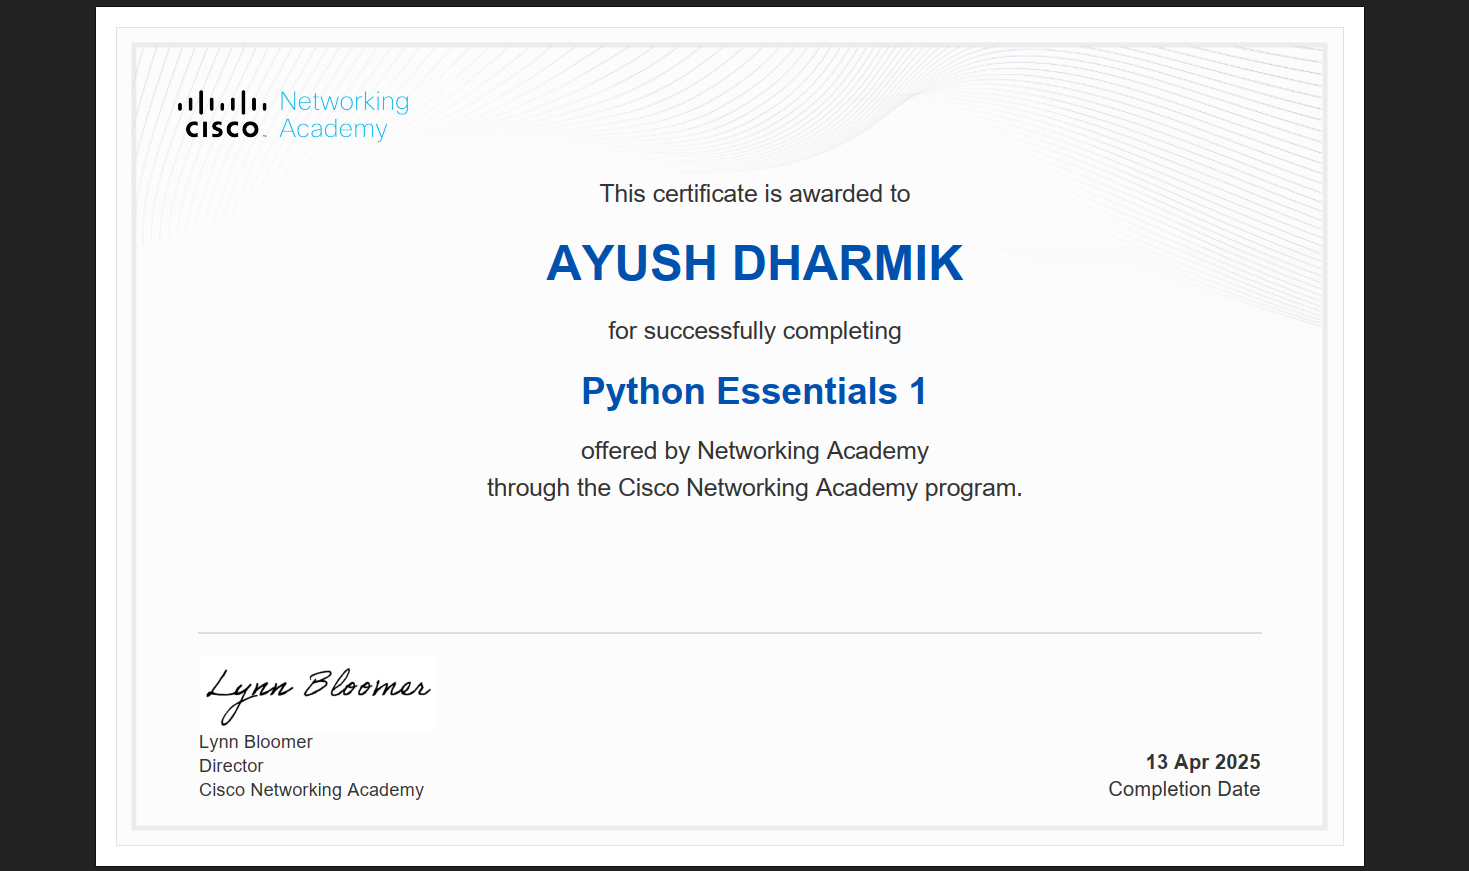 CISCO
Networking
Academy
This certificate is awarded to
AYUSH DHARMIK
for successfully completing
Python Essentials 1
offered by Networking Academy
through the Cisco Networking Academy program.
Lynn Bloomer
Lynn Bloomer
Director
Cisco Networking Academy
13 Apr 2025
Completion Date